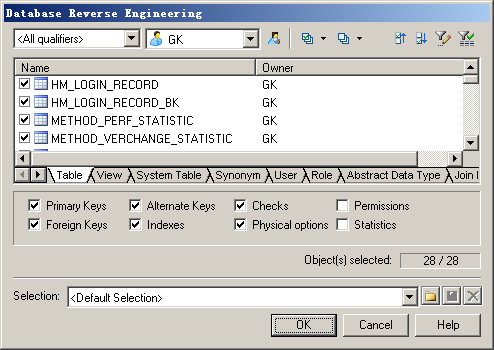 Database Reverse Engineering
<All qualifiers> GK
Name Owner
HM_LOGIN_RECORD GK
HM_LOGIN_RECORD_BK GK
METHOD_PERF_STATISTIC GK
METHOD_VERCHANGE_STATISTIC GK
Table View System Table Synonym User Role Abstract Data Type Join I
Primary Keys Alternate Keys Checks Permissions
Foreign Keys Indexes Physical options Statistics
Object(s) selected: 28 / 28
Selection: <Default Selection>
OK Cancel Help